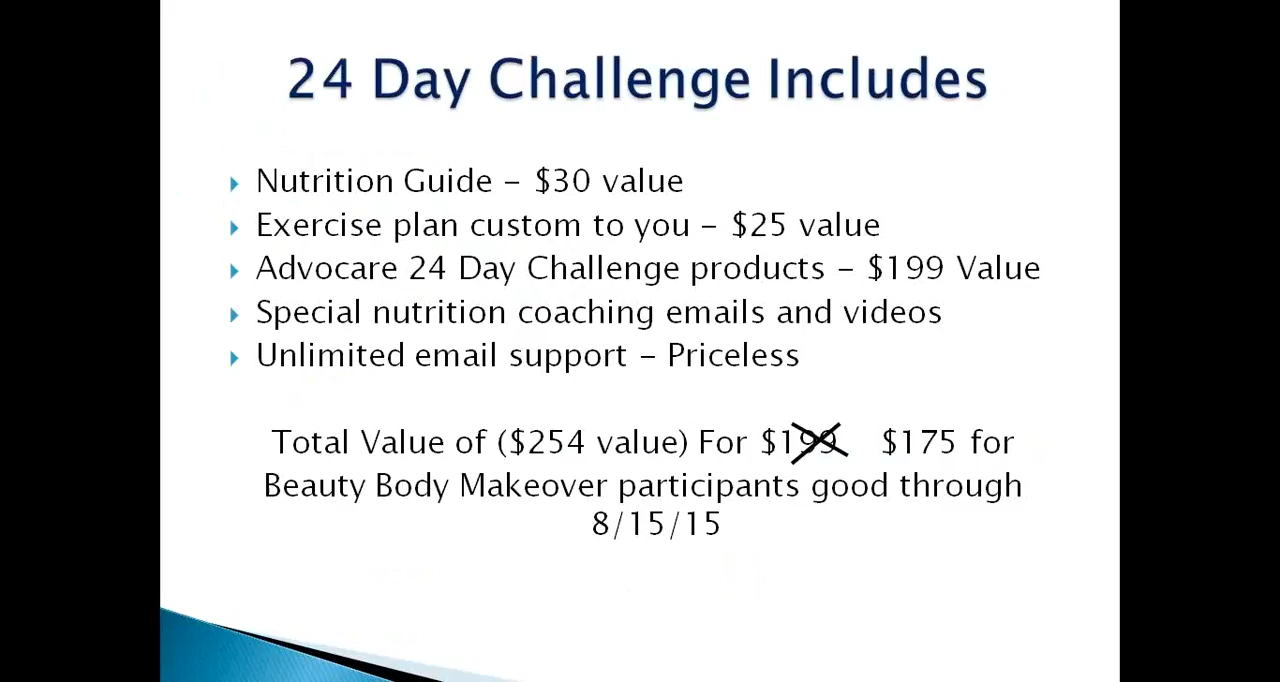 24 Day Challenge Includes
Nutrition Guide – $30 value
Exercise plan custom to you – $25 value
Advocare 24 Day Challenge products – $199 Value
Special nutrition coaching emails and videos
Unlimited email support – Priceless
Total Value of ($254 value) For $199 $175 for
Beauty Body Makeover participants good through
8/15/15